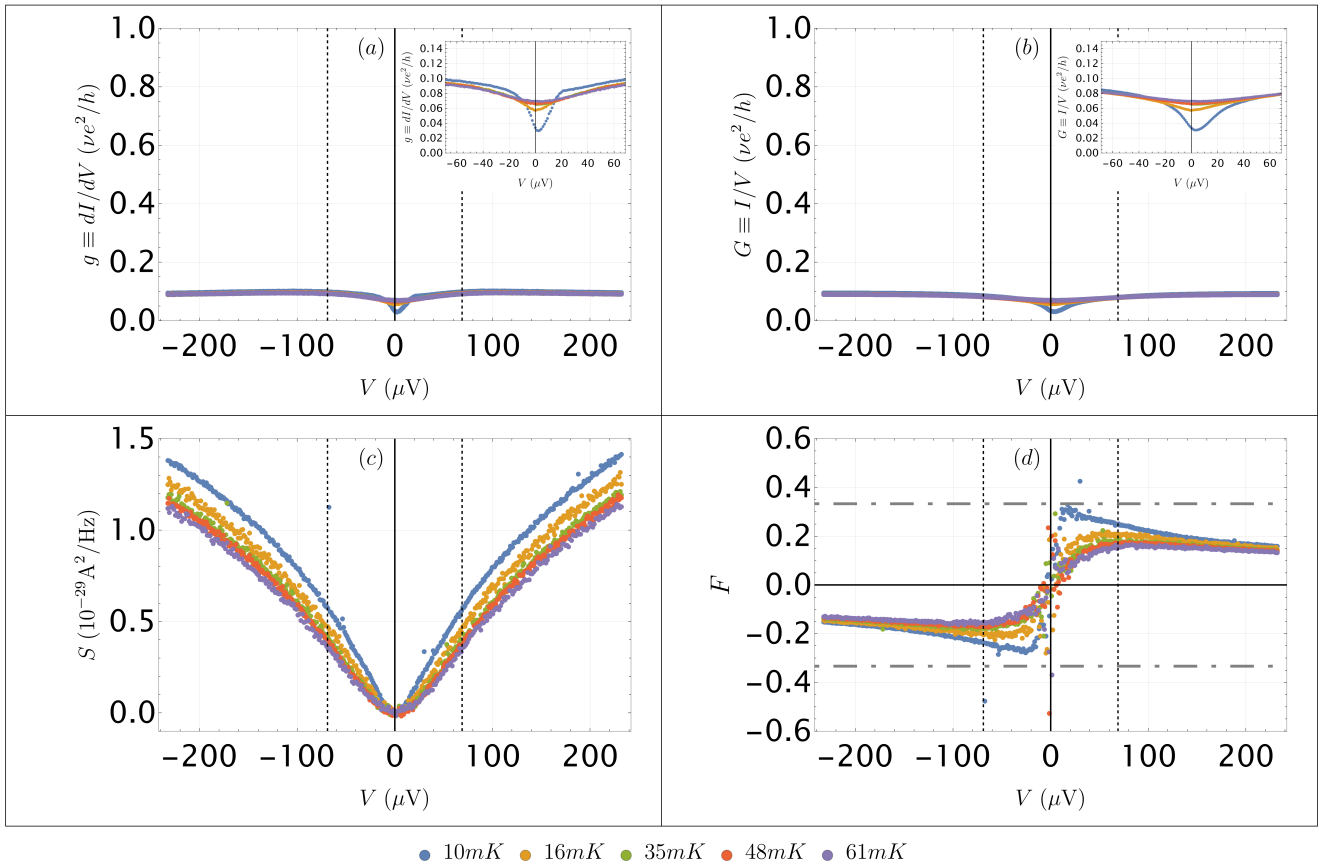 (a)
g ≡ dI/dV (νe²/h)
1.0
0.8
0.6
0.4
0.2
0.0
−200 −100 0 100 200
V (μV)
g ≡ dI/dV (νe²/h)
0.14
0.12
0.10
0.08
0.06
0.04
0.02
0.00
−60 −40 −20 0 20 40 60
V (μV)
(b)
G ≡ I/V (νe²/h)
1.0
0.8
0.6
0.4
0.2
0.0
−200 −100 0 100 200
V (μV)
G ≡ I/V (νe²/h)
0.14
0.12
0.10
0.08
0.06
0.04
0.02
0.00
−60 −40 −20 0 20 40 60
V (μV)
(c)
S (10⁻²⁹A²/Hz)
1.5
1.0
0.5
0.0
−200 −100 0 100 200
V (μV)
(d)
F
0.6
0.4
0.2
0.0
−0.2
−0.4
−0.6
−200 −100 0 100 200
V (μV)
10mK 16mK 35mK 48mK 61mK